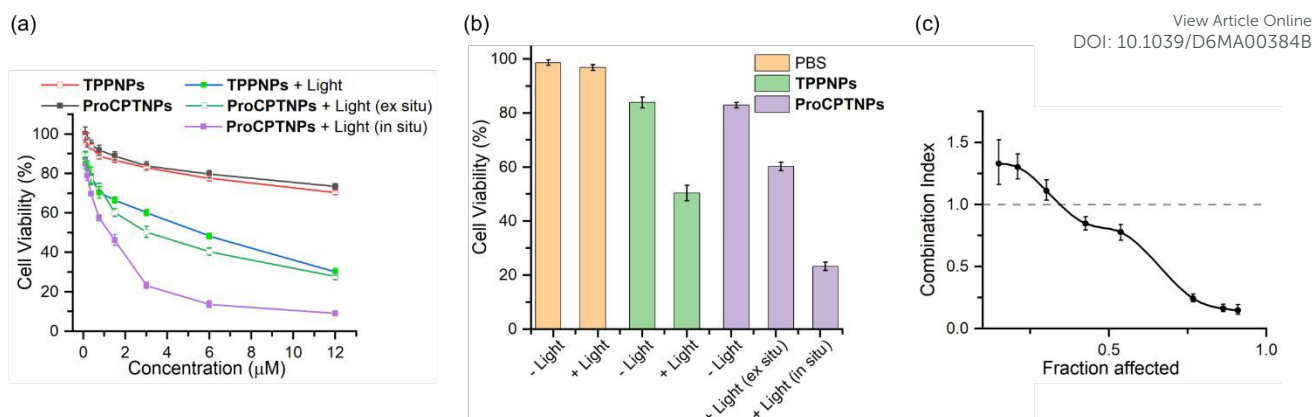 View Article Online
DOI: 10.1039/D6MA00384B
(a)
TPPNPs
TPPNPs + Light
ProCPTNPs
ProCPTNPs + Light (ex situ)
ProCPTNPs + Light (in situ)
Cell Viability (%)
120
100
80
60
40
20
0
0 2 4 6 8 10 12
Concentration (μM)
(b)
PBS
TPPNPs
ProCPTNPs
Cell Viability (%)
100
80
60
40
20
0
- Light
+ Light
- Light
+ Light
- Light
+ Light (ex situ)
+ Light (in situ)
(c)
Combination Index
1.5
1.0
0.5
0.0
0.5 1.0
Fraction affected